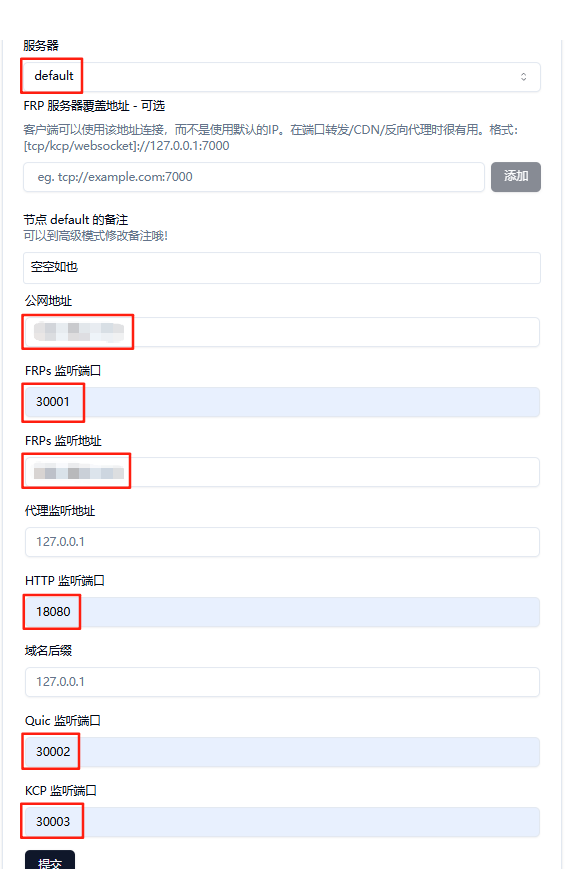 服务器
default
FRP 服务器覆盖地址 - 可选
客户端可以使用该地址连接，而不是使用默认的IP。在端口转发/CDN/反向代理时很有用。格式：
[tcp/kcp/websocket]://127.0.0.1:7000
eg. tcp://example.com:7000
添加
节点 default 的备注
可以到高级模式修改备注哦!
空空如也
公网地址
FRPs 监听端口
30001
FRPs 监听地址
代理监听地址
127.0.0.1
HTTP 监听端口
18080
域名后缀
127.0.0.1
Quic 监听端口
30002
KCP 监听端口
30003
提交